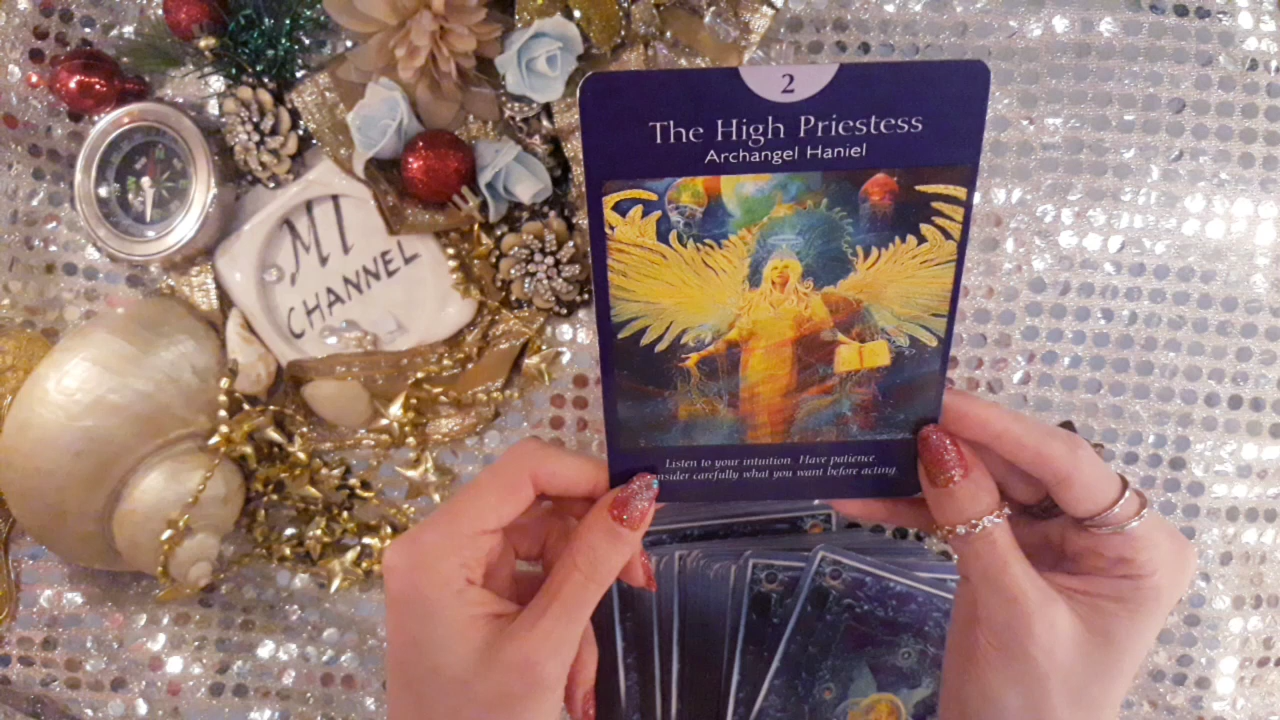 MI
CHANNEL
2
The High Priestess
Archangel Haniel
Listen to your intuition. Have patience.
nsider carefully what you want before acting.